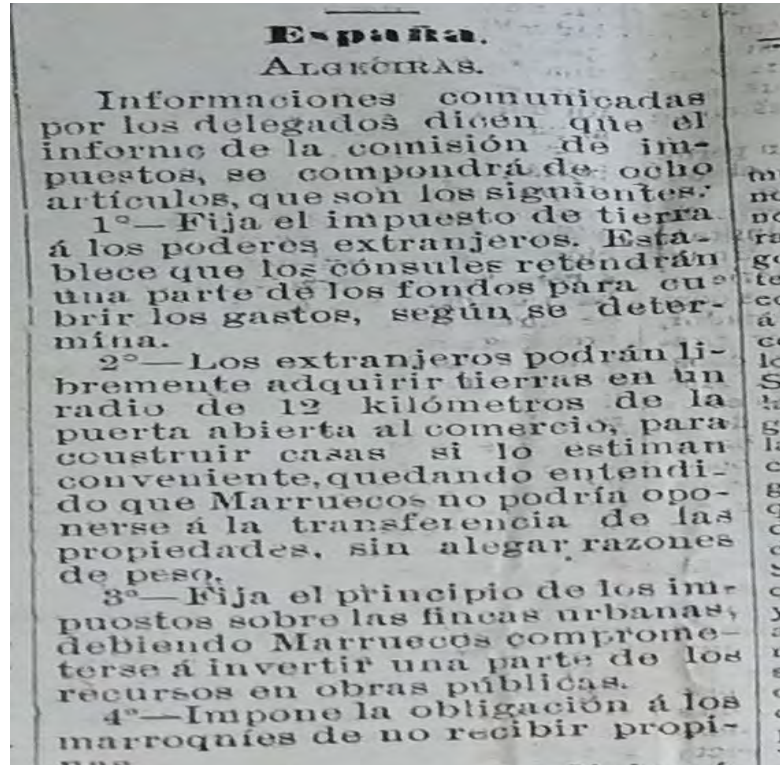 España.
ALGECIRAS.
Informaciones comunicadas
por los delegados dicen que el
informe de la comisión de im-
puestos, se compondrá de ocho
artículos, que son los siguientes:
1º—Fija el impuesto de tierra
á los poderes extranjeros. Esta-
blece que los cónsules retendrán
una parte de los fondos para cu-
brir los gastos, según se deter-
mina.
2º—Los extranjeros podrán li-
bremente adquirir tierras en un
radio de 12 kilómetros de la
puerta abierta al comercio, para
coustruir casas si lo estiman
conveniente, quedando entendi-
do que Marruecos no podría opo-
nerse á la transferencia de las
propiedades, sin alegar razones
de peso.
3º—Fija el principio de los im-
puostos sobre las fincas urbanas,
debiendo Marruecos comprome-
terse á invertir una parte de los
recursos en obras públicas.
4º—Impone la obligación á los
marroquíes de no recibir propi-